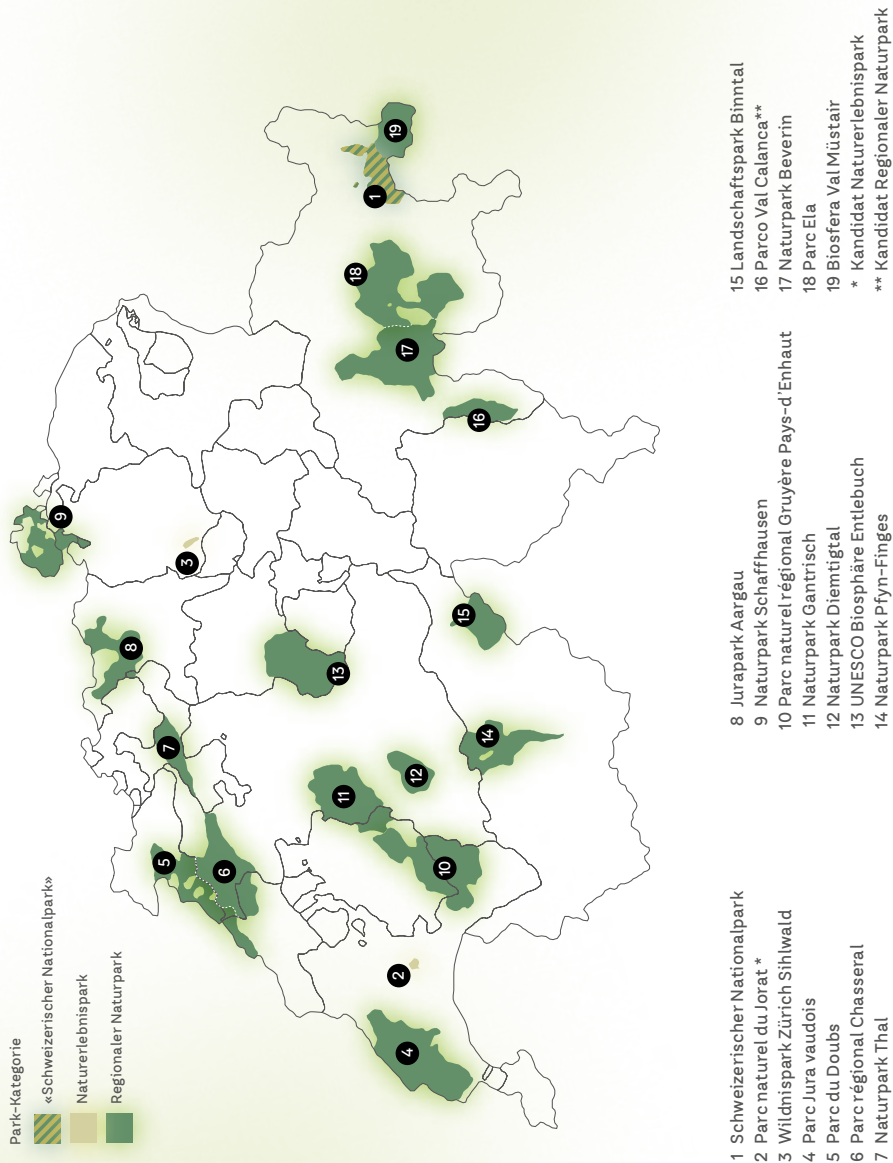 Park-Kategorie
«Schweizerischer Nationalpark»
Naturerlebnispark
Regionaler Naturpark
1
2
3
4
5
6
7
8
9
10
11
12
13
14
15
16
17
18
19
1 Schweizerischer Nationalpark
2 Parc naturel du Jorat *
3 Wildnispark Zürich Sihlwald
4 Parc Jura vaudois
5 Parc du Doubs
6 Parc régional Chasseral
7 Naturpark Thal
8 Jurapark Aargau
9 Naturpark Schaffhausen
10 Parc naturel régional Gruyère Pays-d'Enhaut
11 Naturpark Gantrisch
12 Naturpark Diemtigtal
13 UNESCO Biosphäre Entlebuch
14 Naturpark Pfyn-Finges
15 Landschaftspark Binntal
16 Parco Val Calanca**
17 Naturpark Beverin
18 Parc Ela
19 Biosfera Val Müstair
* Kandidat Naturerlebnispark
** Kandidat Regionaler Naturpark